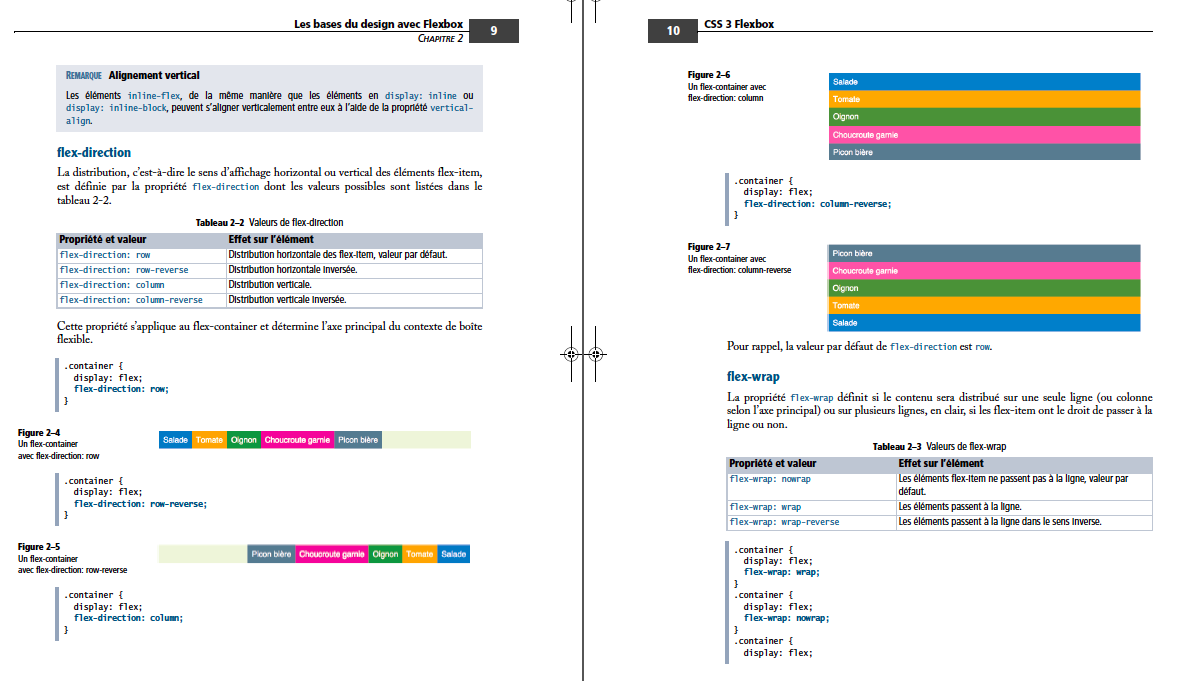 Les bases du design avec Flexbox
CHAPITRE 2
9
REMARQUE Alignement vertical
Les éléments inline-flex, de la même manière que les éléments en display: inline ou
display: inline-block, peuvent s'aligner verticalement entre eux à l'aide de la propriété vertical-
align.
flex-direction
La distribution, c'est-à-dire le sens d'affichage horizontal ou vertical des éléments flex-item,
est définie par la propriété flex-direction dont les valeurs possibles sont listées dans le
tableau 2-2.
Tableau 2–2 Valeurs de flex-direction
Propriété et valeur Effet sur l'élément
flex-direction: row Distribution horizontale des flex-item, valeur par défaut.
flex-direction: row-reverse Distribution horizontale inversée.
flex-direction: column Distribution verticale.
flex-direction: column-reverse Distribution verticale inversée.
Cette propriété s'applique au flex-container et détermine l'axe principal du contexte de boîte
flexible.
.container {
display: flex;
flex-direction: row;
}
Figure 2–4
Un flex-container
avec flex-direction: row
Salade Tomate Oignon Choucroute garnie Picon bière
.container {
display: flex;
flex-direction: row-reverse;
}
Figure 2–5
Un flex-container
avec flex-direction: row-reverse
Picon bière Choucroute garnie Oignon Tomate Salade
.container {
display: flex;
flex-direction: column;
}
10
CSS 3 Flexbox
Figure 2–6
Un flex-container avec
flex-direction: column
Salade
Tomate
Oignon
Choucroute garnie
Picon bière
.container {
display: flex;
flex-direction: column-reverse;
}
Figure 2–7
Un flex-container avec
flex-direction: column-reverse
Picon bière
Choucroute garnie
Oignon
Tomate
Salade
Pour rappel, la valeur par défaut de flex-direction est row.
flex-wrap
La propriété flex-wrap définit si le contenu sera distribué sur une seule ligne (ou colonne
selon l'axe principal) ou sur plusieurs lignes, en clair, si les flex-item ont le droit de passer à la
ligne ou non.
Tableau 2–3 Valeurs de flex-wrap
Propriété et valeur Effet sur l'élément
flex-wrap: nowrap Les éléments flex-item ne passent pas à la ligne, valeur par
défaut.
flex-wrap: wrap Les éléments passent à la ligne.
flex-wrap: wrap-reverse Les éléments passent à la ligne dans le sens inverse.
.container {
display: flex;
flex-wrap: wrap;
}
.container {
display: flex;
flex-wrap: nowrap;
}
.container {
display: flex;